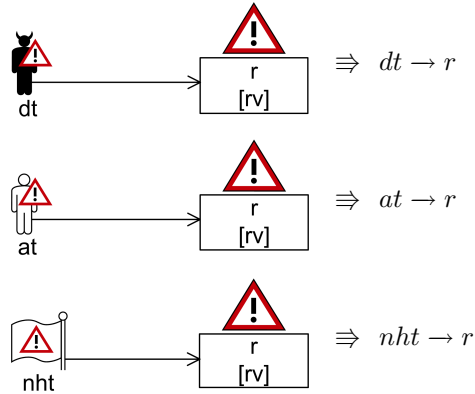 r
[rv]
dt
⇛ dt → r
r
[rv]
at
⇛ at → r
r
[rv]
nht
⇛ nht → r